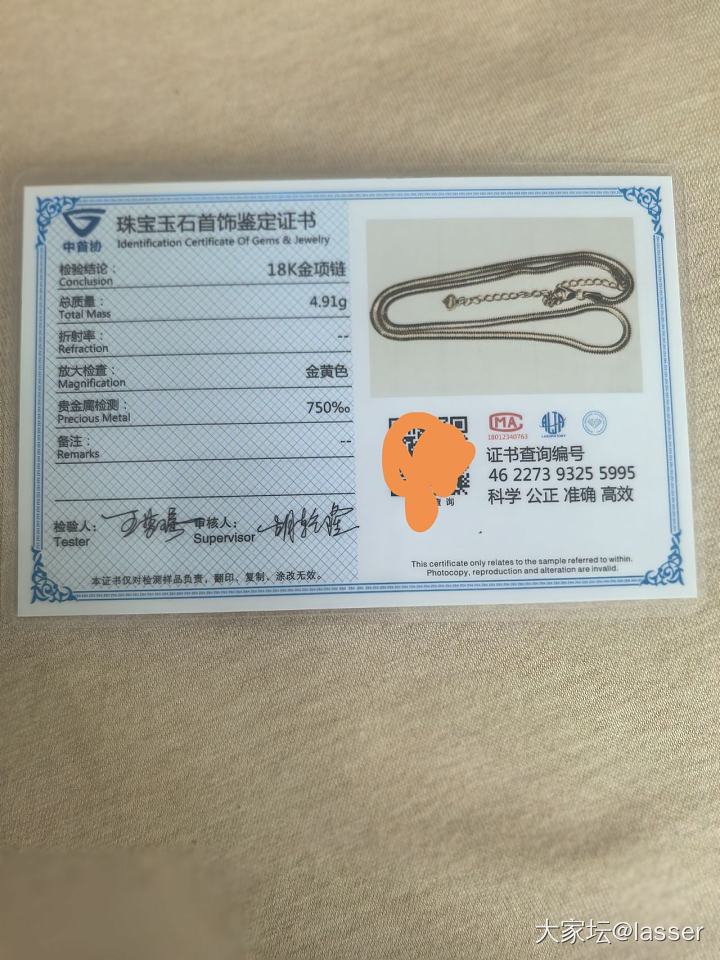 中首协
珠宝玉石首饰鉴定证书
Identification Certificate Of Gems & Jewelry
检验结论：
Conclusion
18K金项链
总质量：
Total Mass
4.91g
折射率：
Refraction
--
放大检查：
Magnification
金黄色
贵金属检测：
Precious Metal
750‰
备注：
Remarks
--
检验人：
Tester
审核人：
Supervisor
本证书仅对检测样品负责，翻印、复制、涂改无效。
查询
MA
18012340763
LABORATORY
证书查询编号
46 2273 9325 5995
科学 公正 准确 高效
This certificate only relates to the sample referred to within.
Photocopy, reproduction and alteration are invalid.
大家坛@lasser